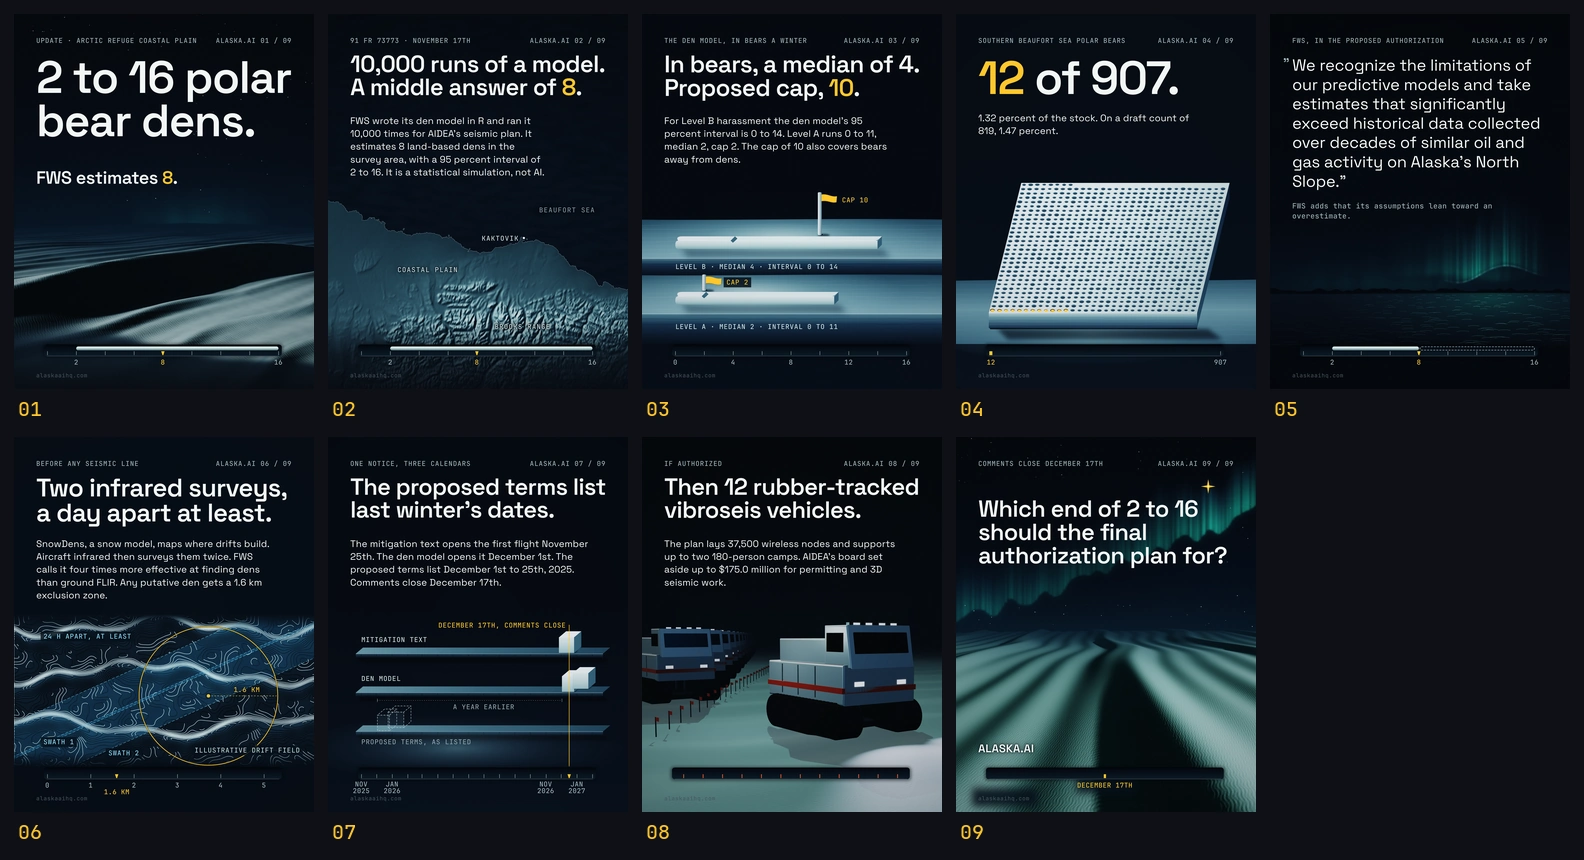 UPDATE · ARCTIC REFUGE COASTAL PLAIN ALASKA.AI 01 / 09
2 to 16 polar
bear dens.
FWS estimates 8.
2 8 16
alaskaaihq.com
01
91 FR 73773 · NOVEMBER 17TH ALASKA.AI 02 / 09
10,000 runs of a model.
A middle answer of 8.
FWS wrote its den model in R and ran it
10,000 times for AIDEA's seismic plan. It
estimates 8 land-based dens in the
survey area, with a 95 percent interval of
2 to 16. It is a statistical simulation, not AI.
BEAUFORT SEA
KAKTOVIK
COASTAL PLAIN
BROOKS RANGE
2 8 16
alaskaaihq.com
02
THE DEN MODEL, IN BEARS A WINTER ALASKA.AI 03 / 09
In bears, a median of 4.
Proposed cap, 10.
For Level B harassment the den model's 95
percent interval is 0 to 14. Level A runs 0 to 11,
median 2, cap 2. The cap of 10 also covers bears
away from dens.
CAP 10
LEVEL B · MEDIAN 4 · INTERVAL 0 TO 14
CAP 2
LEVEL A · MEDIAN 2 · INTERVAL 0 TO 11
0 4 8 12 16
alaskaaihq.com
03
SOUTHERN BEAUFORT SEA POLAR BEARS ALASKA.AI 04 / 09
12 of 907.
1.32 percent of the stock. On a draft count of
819, 1.47 percent.
12 907
alaskaaihq.com
04
FWS, IN THE PROPOSED AUTHORIZATION ALASKA.AI 05 / 09
"We recognize the limitations of
our predictive models and take
estimates that significantly
exceed historical data collected
over decades of similar oil and
gas activity on Alaska's North
Slope."
FWS adds that its assumptions lean toward an
overestimate.
2 8 16
alaskaaihq.com
05
BEFORE ANY SEISMIC LINE ALASKA.AI 06 / 09
Two infrared surveys,
a day apart at least.
SnowDens, a snow model, maps where drifts build.
Aircraft infrared then surveys them twice. FWS
calls it four times more effective at finding dens
than ground FLIR. Any putative den gets a 1.6 km
exclusion zone.
24 H APART, AT LEAST
1.6 KM
SWATH 1
SWATH 2
ILLUSTRATIVE DRIFT FIELD
0 1 2 3 4 5
1.6 KM
alaskaaihq.com
06
ONE NOTICE, THREE CALENDARS ALASKA.AI 07 / 09
The proposed terms list
last winter's dates.
The mitigation text opens the first flight November
25th. The den model opens it December 1st. The
proposed terms list December 1st to 25th, 2025.
Comments close December 17th.
DECEMBER 17TH, COMMENTS CLOSE
MITIGATION TEXT
DEN MODEL
A YEAR EARLIER
PROPOSED TERMS, AS LISTED
NOV JAN NOV JAN
2025 2026 2026 2027
alaskaaihq.com
07
IF AUTHORIZED ALASKA.AI 08 / 09
Then 12 rubber-tracked
vibroseis vehicles.
The plan lays 37,500 wireless nodes and supports
up to two 180-person camps. AIDEA's board set
aside up to $175.0 million for permitting and 3D
seismic work.
alaskaaihq.com
08
COMMENTS CLOSE DECEMBER 17TH ALASKA.AI 09 / 09
Which end of 2 to 16
should the final
authorization plan for?
ALASKA.AI
DECEMBER 17TH
alaskaaihq.com
09